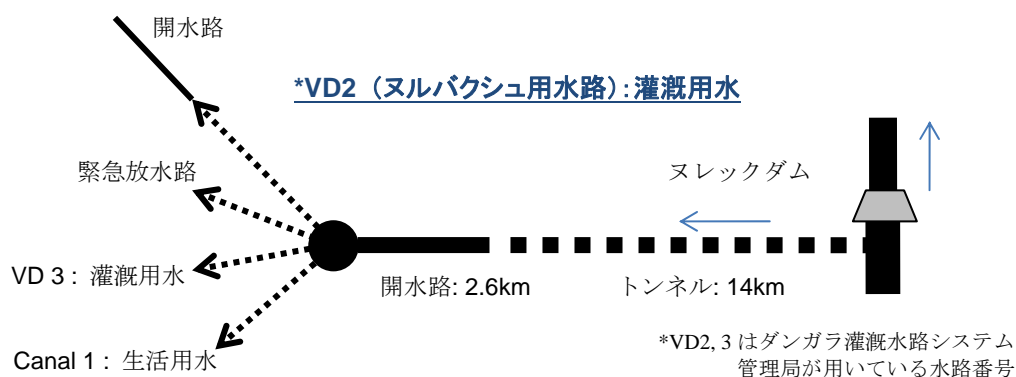 開水路
*VD2 （ヌルバクシュ用水路）：灌漑用水
緊急放水路
ヌレックダム
VD 3 : 灌漑用水
開水路: 2.6km
トンネル: 14km
Canal 1 : 生活用水
*VD2, 3 はダンガラ灌漑水路システム
管理局が用いている水路番号